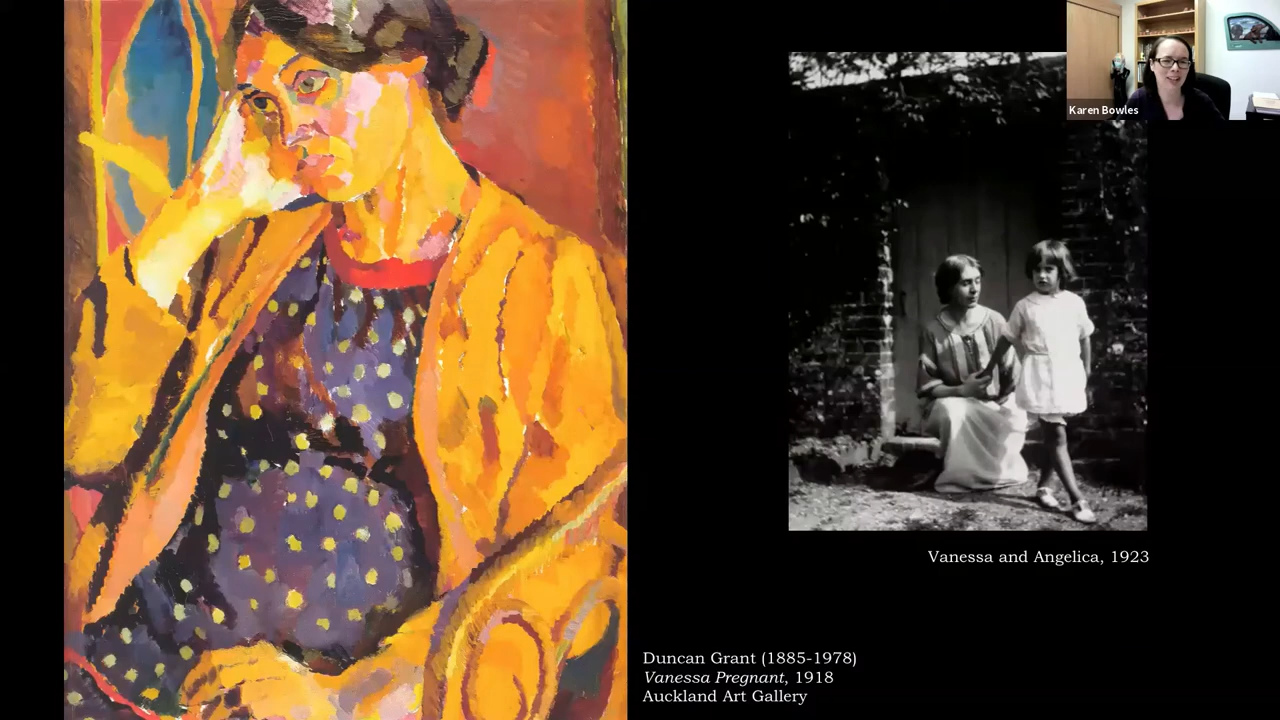 Karen Bowles
Vanessa and Angelica, 1923
Duncan Grant (1885-1978)
Vanessa Pregnant, 1918
Auckland Art Gallery